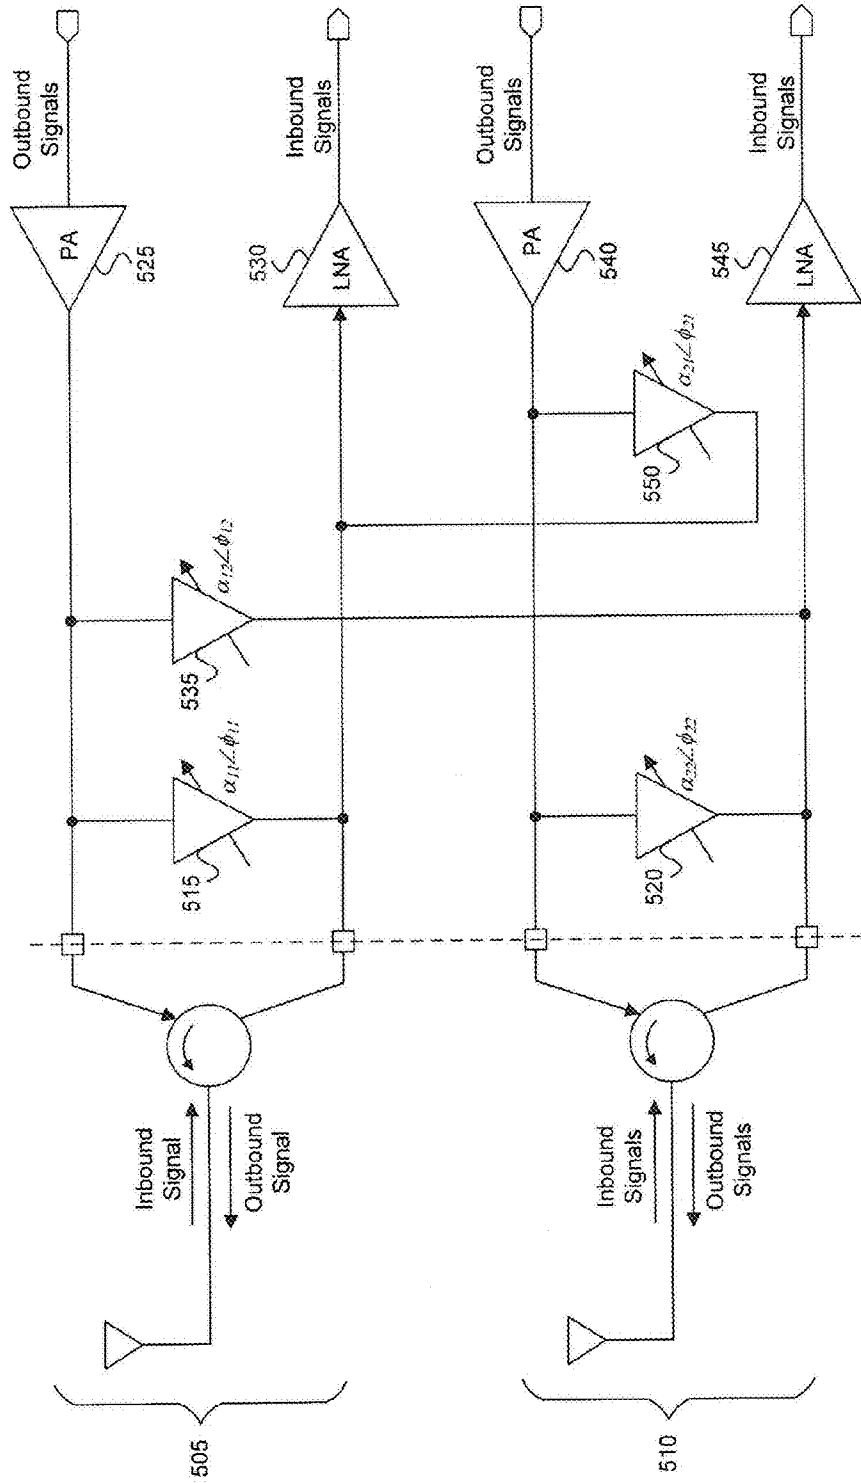 Outbound
Signals
PA
525
Inbound
Signals
530
LNA
Outbound
Signals
PA
540
Inbound
Signals
545
LNA
α21∠ϕ21
550
α12∠ϕ12
535
α11∠ϕ11
515
α22∠ϕ22
520
Inbound
Signal
Outbound
Signal
Inbound
Signals
Outbound
Signals
505
510